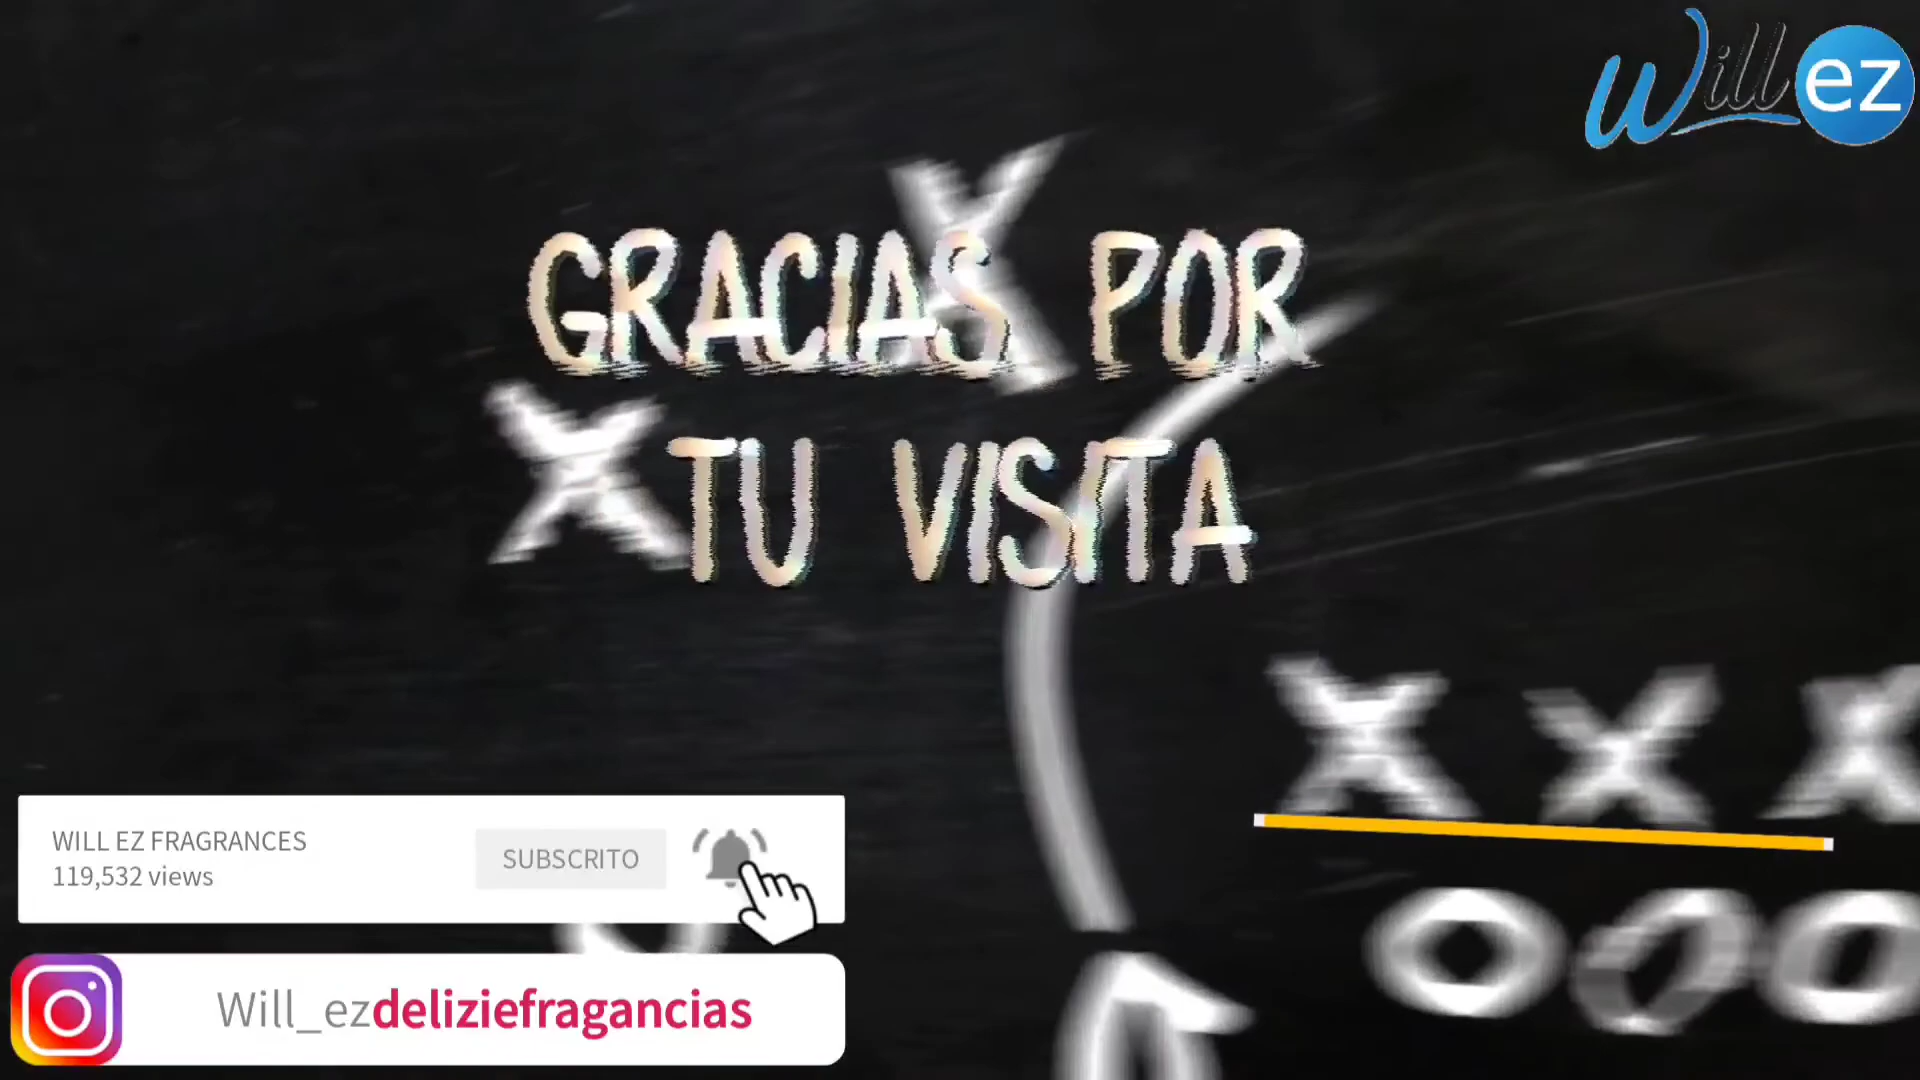 Will ez
GRACIAS POR
TU VISITA
WILL EZ FRAGRANCES
119,532 views
SUBSCRITO
Will_ezdeliziefragancias